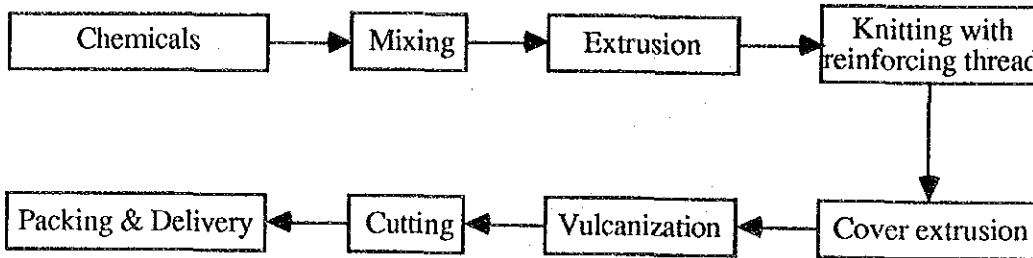 Chemicals
Mixing
Extrusion
Knitting with
reinforcing thread
Packing & Delivery
Cutting
Vulcanization
Cover extrusion